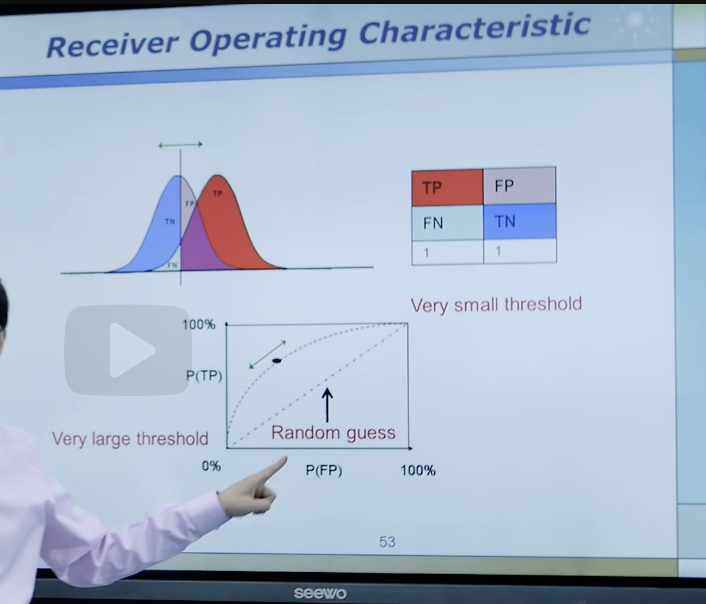 Receiver Operating Characteristic
TN
FP
TP
FN
TP FP
FN TN
1 1
Very small threshold
100%
P(TP)
Very large threshold
Random guess
0%
P(FP)
100%
53
seewo